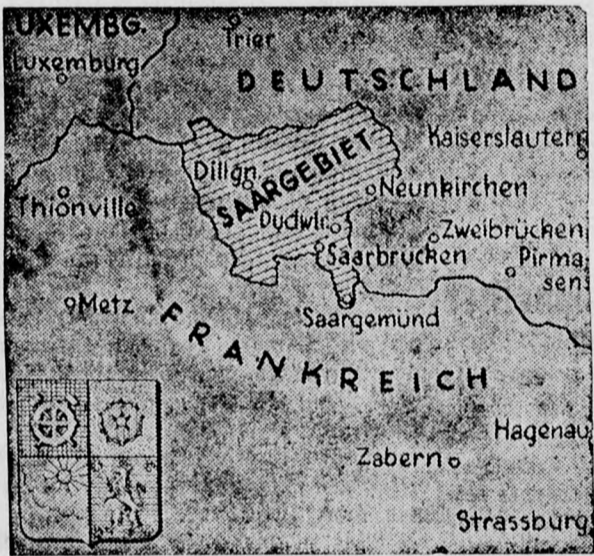 UXEMBG.
Trier
Luxemburg
DEUTSCHLAND
Kaiserslautern
Dillgn.
SAARGEBIET
Neunkirchen
Thionville
Dudwlr.
Zweibrücken
Saarbrücken
Pirma-
sen
Metz
Saargemünd
FRANKREICH
Hagenau
Zabern
Strassburg